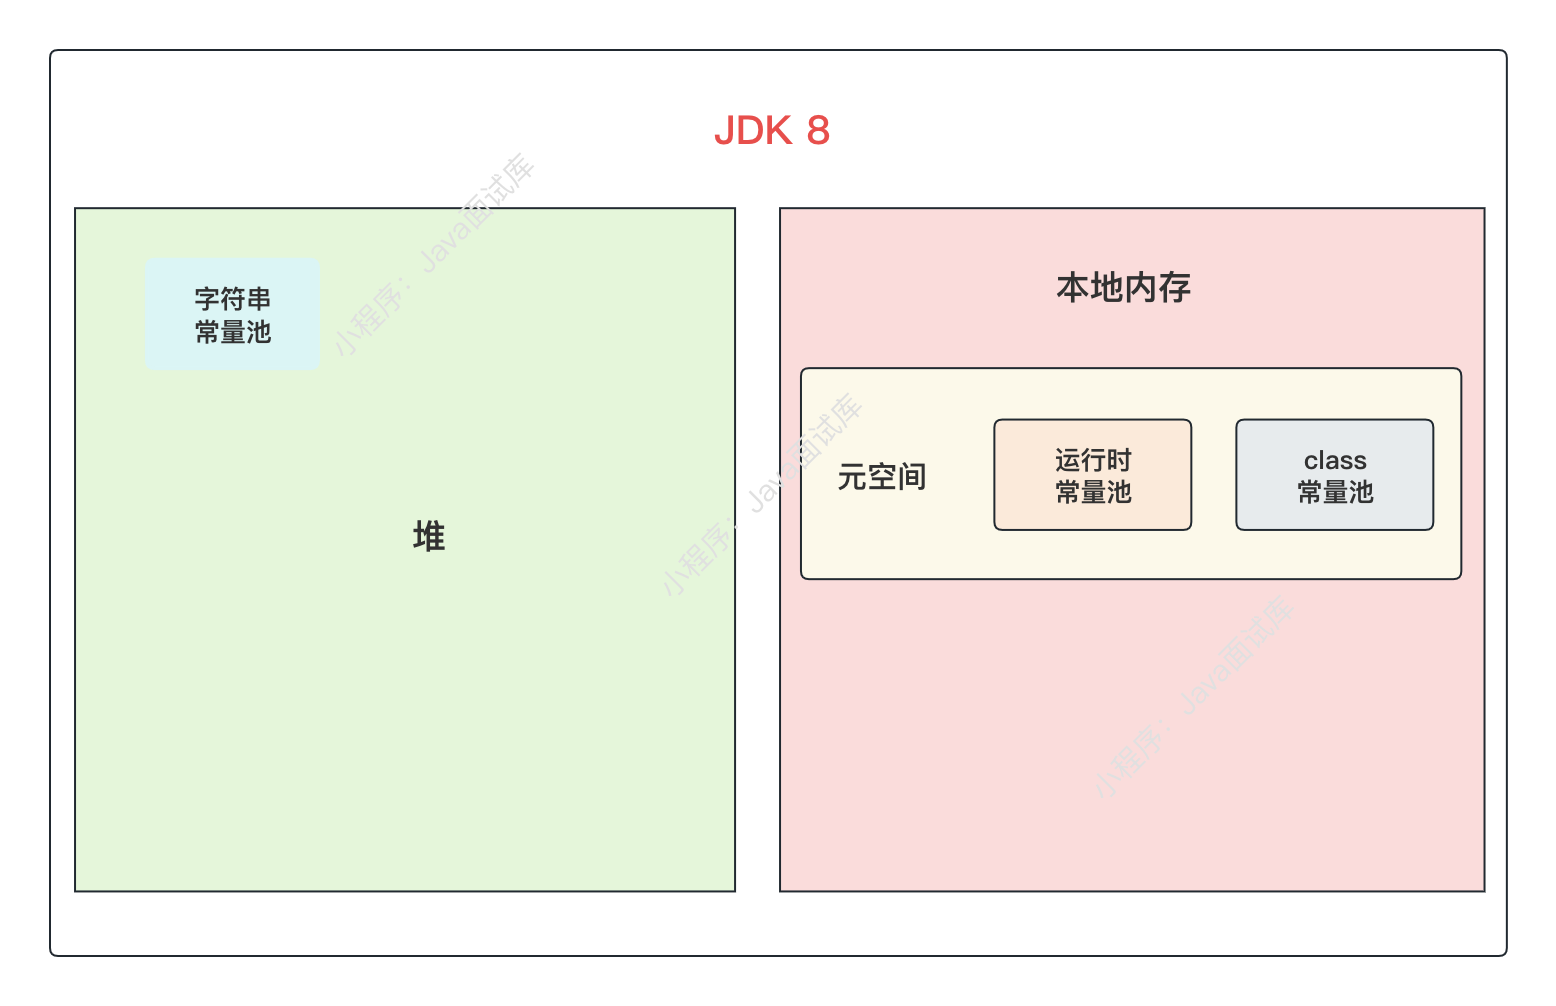 JDK 8
字符串
常量池
堆
本地内存
元空间
运行时
常量池
class
常量池
小程序：Java面试库
小程序：Java面试库
小程序：Java面试库